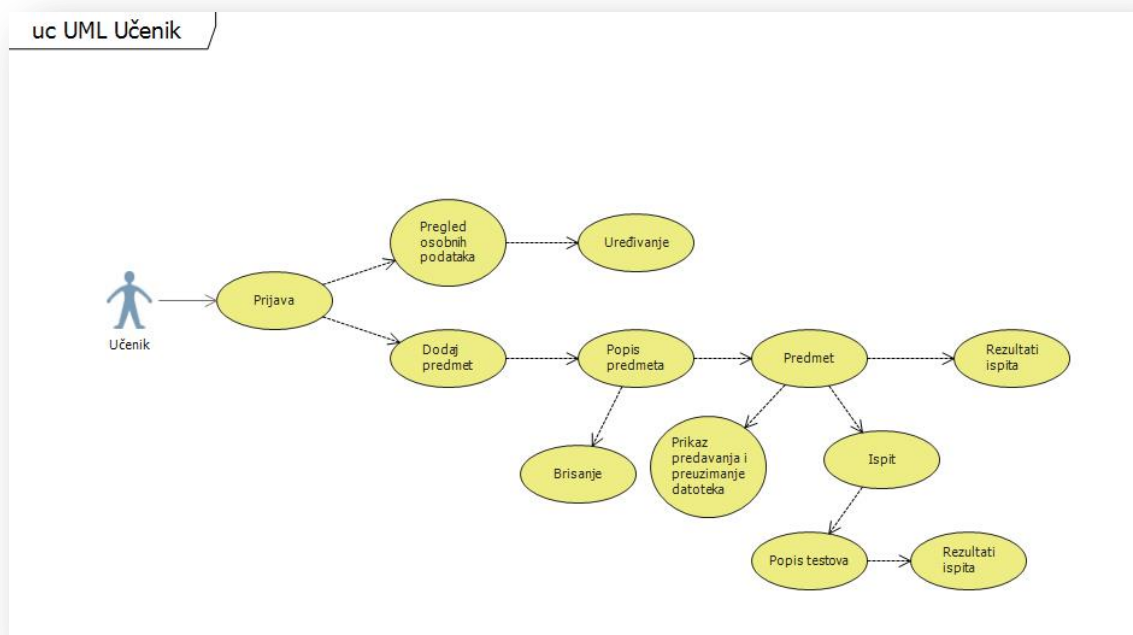 uc UML Učenik
Pregled
osobnih
podataka
Uređivanje
Prijava
Učenik
Dodaj
predmet
Popis
predmeta
Predmet
Rezultati
ispita
Brisanje
Prikaz
predavanja i
preuzimanje
datoteka
Ispit
Popis testova
Rezultati
ispita